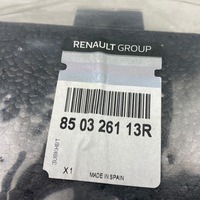 RENAULT GROUP
85 03 261 13R
X1
MADE IN SPAIN